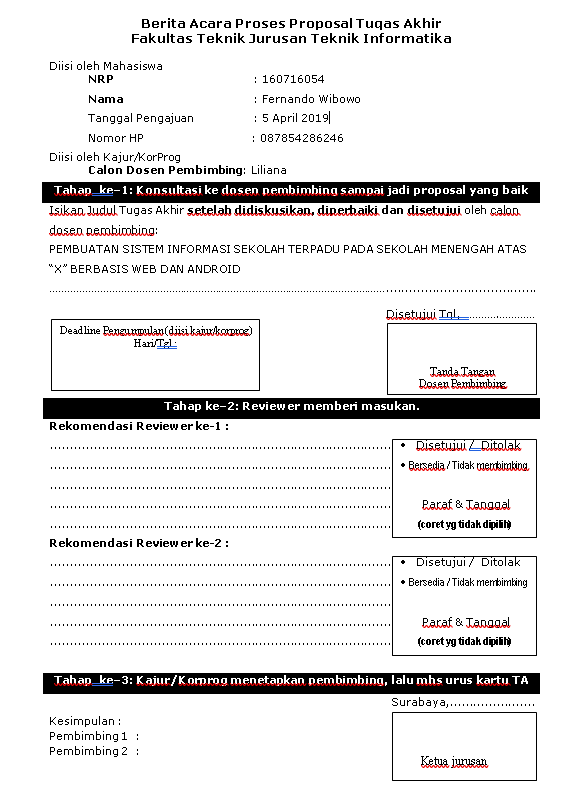 Berita Acara Proses Proposal Tugas Akhir
Fakultas Teknik Jurusan Teknik Informatika
Diisi oleh Mahasiswa
NRP : 160716054
Nama : Fernando Wibowo
Tanggal Pengajuan : 5 April 2019
Nomor HP : 087854286246
Diisi oleh Kajur/KorProg
Calon Dosen Pembimbing: Liliana
Tahap ke-1: Konsultasi ke dosen pembimbing sampai jadi proposal yang baik
Isikan Judul Tugas Akhir setelah didiskusikan, diperbaiki dan disetujui oleh calon
dosen pembimbing:
PEMBUATAN SISTEM INFORMASI SEKOLAH TERPADU PADA SEKOLAH MENENGAH ATAS
“X” BERBASIS WEB DAN ANDROID
................................................................................................................................
Disetujui Tgl, ........................
Deadline Pengumpulan (diisi kajur/korprog)
Hari/Tgl :
Tanda Tangan
Dosen Pembimbing
Tahap ke-2: Reviewer memberi masukan.
Rekomendasi Reviewer ke-1 :
......................................................................
......................................................................
......................................................................
......................................................................
......................................................................
• Disetujui / Ditolak
• Bersedia / Tidak membimbing
Paraf & Tanggal
(coret yg tidak dipilih)
Rekomendasi Reviewer ke-2 :
......................................................................
......................................................................
......................................................................
......................................................................
......................................................................
• Disetujui / Ditolak
• Bersedia / Tidak membimbing
Paraf & Tanggal
(coret yg tidak dipilih)
Tahap ke-3: Kajur/Korprog menetapkan pembimbing, lalu mhs urus kartu TA
Surabaya,......................
Kesimpulan :
Pembimbing 1 :
Pembimbing 2 :
Ketua jurusan